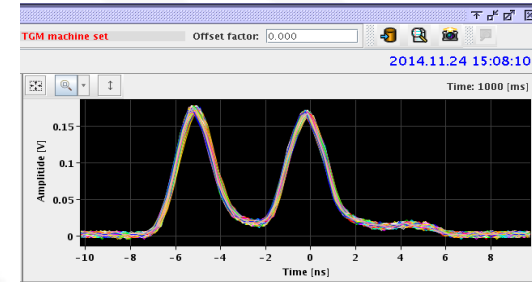 TGM machine set Offset factor: 0.000
2014.11.24 15:08:10
Time: 1000 [ms]
Amplitide [V]
0.15
0.1
0.05
0
-10 -8 -6 -4 -2 0 2 4 6 8
Time [ns]